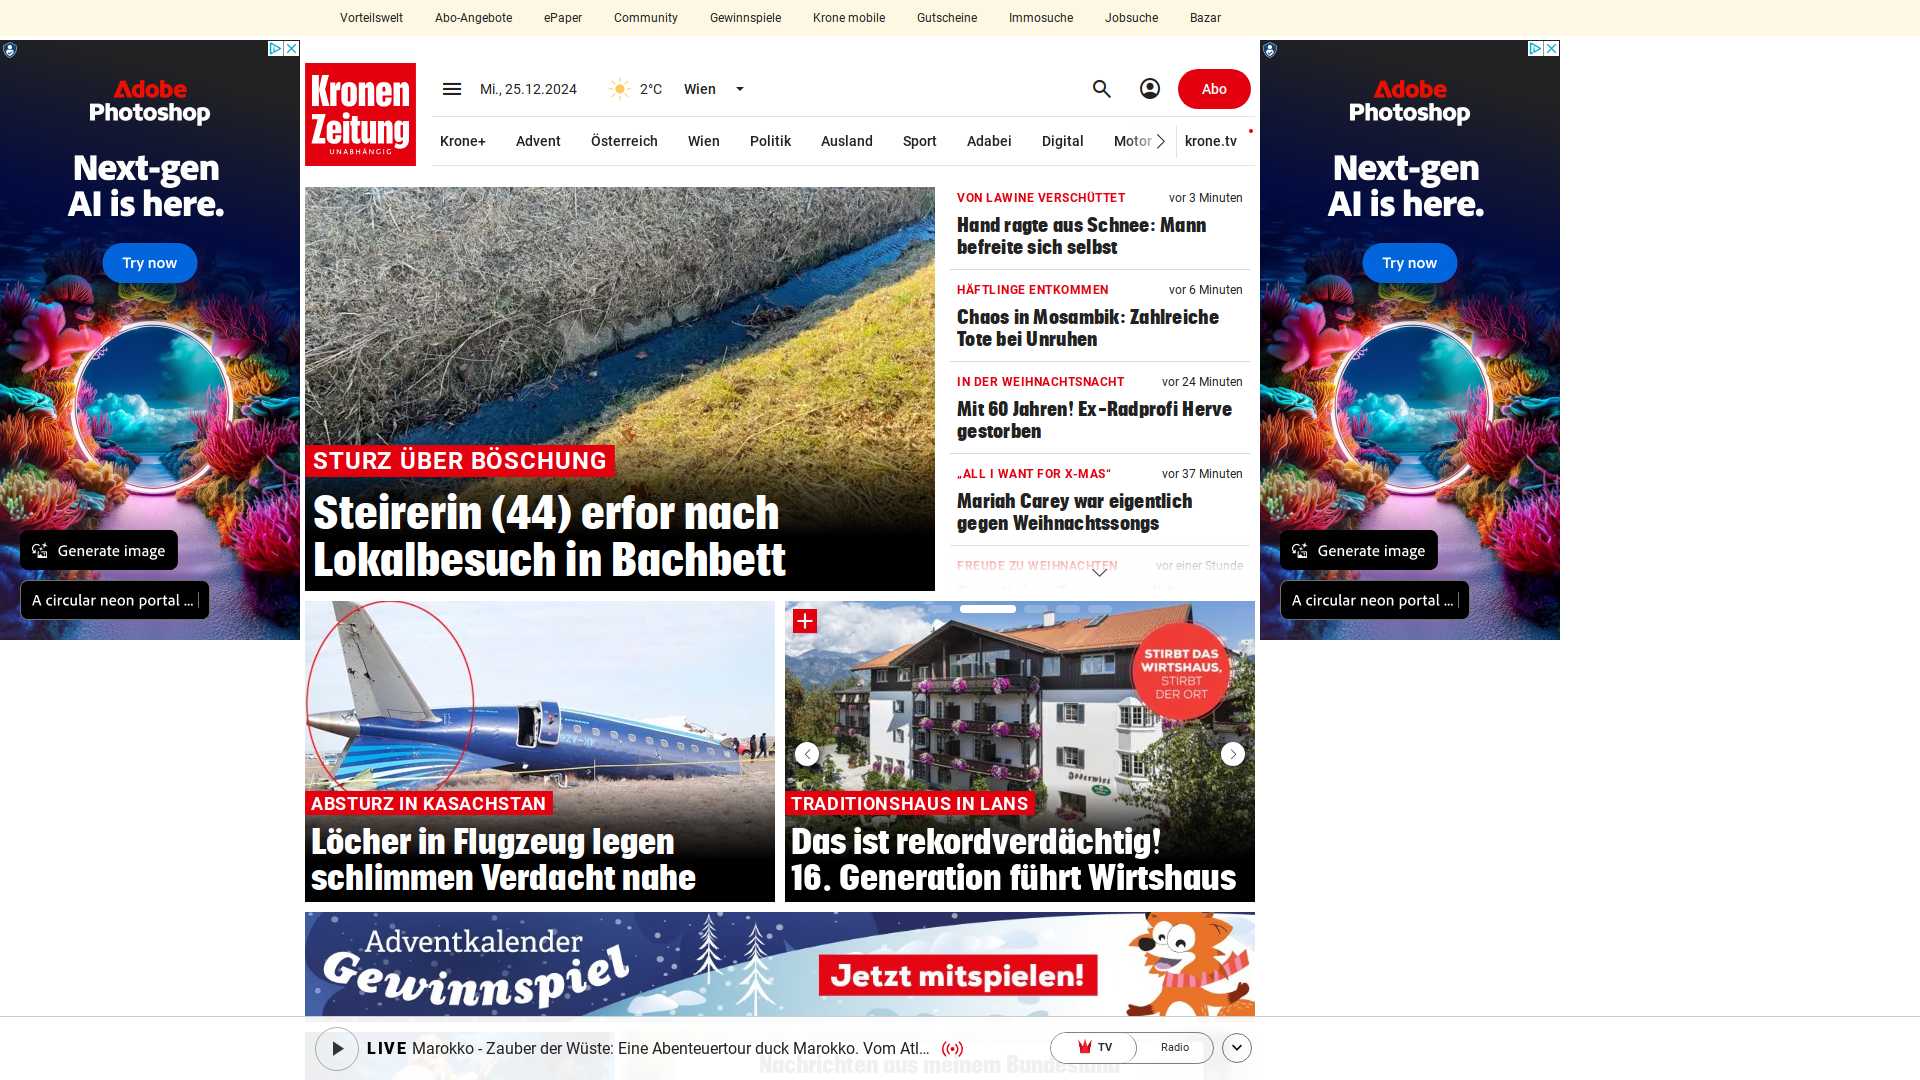 Vorteilswelt Abo-Angebote ePaper Community Gewinnspiele Krone mobile Gutscheine Immosuche Jobsuche Bazar
Adobe
Photoshop
Next-gen
AI is here.
Try now
Generate image
A circular neon portal ...
Kronen
Zeitung
UNABHÄNGIG
Mi., 25.12.2024 2°C Wien
Abo
Krone+ Advent Österreich Wien Politik Ausland Sport Adabei Digital Motor krone.tv
STURZ ÜBER BÖSCHUNG
Steirerin (44) erfor nach
Lokalbesuch in Bachbett
VON LAWINE VERSCHÜTTET vor 3 Minuten
Hand ragte aus Schnee: Mann
befreite sich selbst
HÄFTLINGE ENTKOMMEN vor 6 Minuten
Chaos in Mosambik: Zahlreiche
Tote bei Unruhen
IN DER WEIHNACHTSNACHT vor 24 Minuten
Mit 60 Jahren! Ex-Radprofi Herve
gestorben
„ALL I WANT FOR X-MAS“ vor 37 Minuten
Mariah Carey war eigentlich
gegen Weihnachtssongs
FREUDE ZU WEIHNACHTEN vor einer Stunde
ABSTURZ IN KASACHSTAN
Löcher in Flugzeug legen
schlimmen Verdacht nahe
STIRBT DAS
WIRTSHAUS,
STIRBT
DER ORT
TRADITIONSHAUS IN LANS
Das ist rekordverdächtig!
16. Generation führt Wirtshaus
Adventkalender
Gewinnspiel
Jetzt mitspielen!
LIVE Marokko - Zauber der Wüste: Eine Abenteuertour duck Marokko. Vom Atl...
TV Radio
Nachrichten aus meinem Bundesland
Adobe
Photoshop
Next-gen
AI is here.
Try now
Generate image
A circular neon portal ...